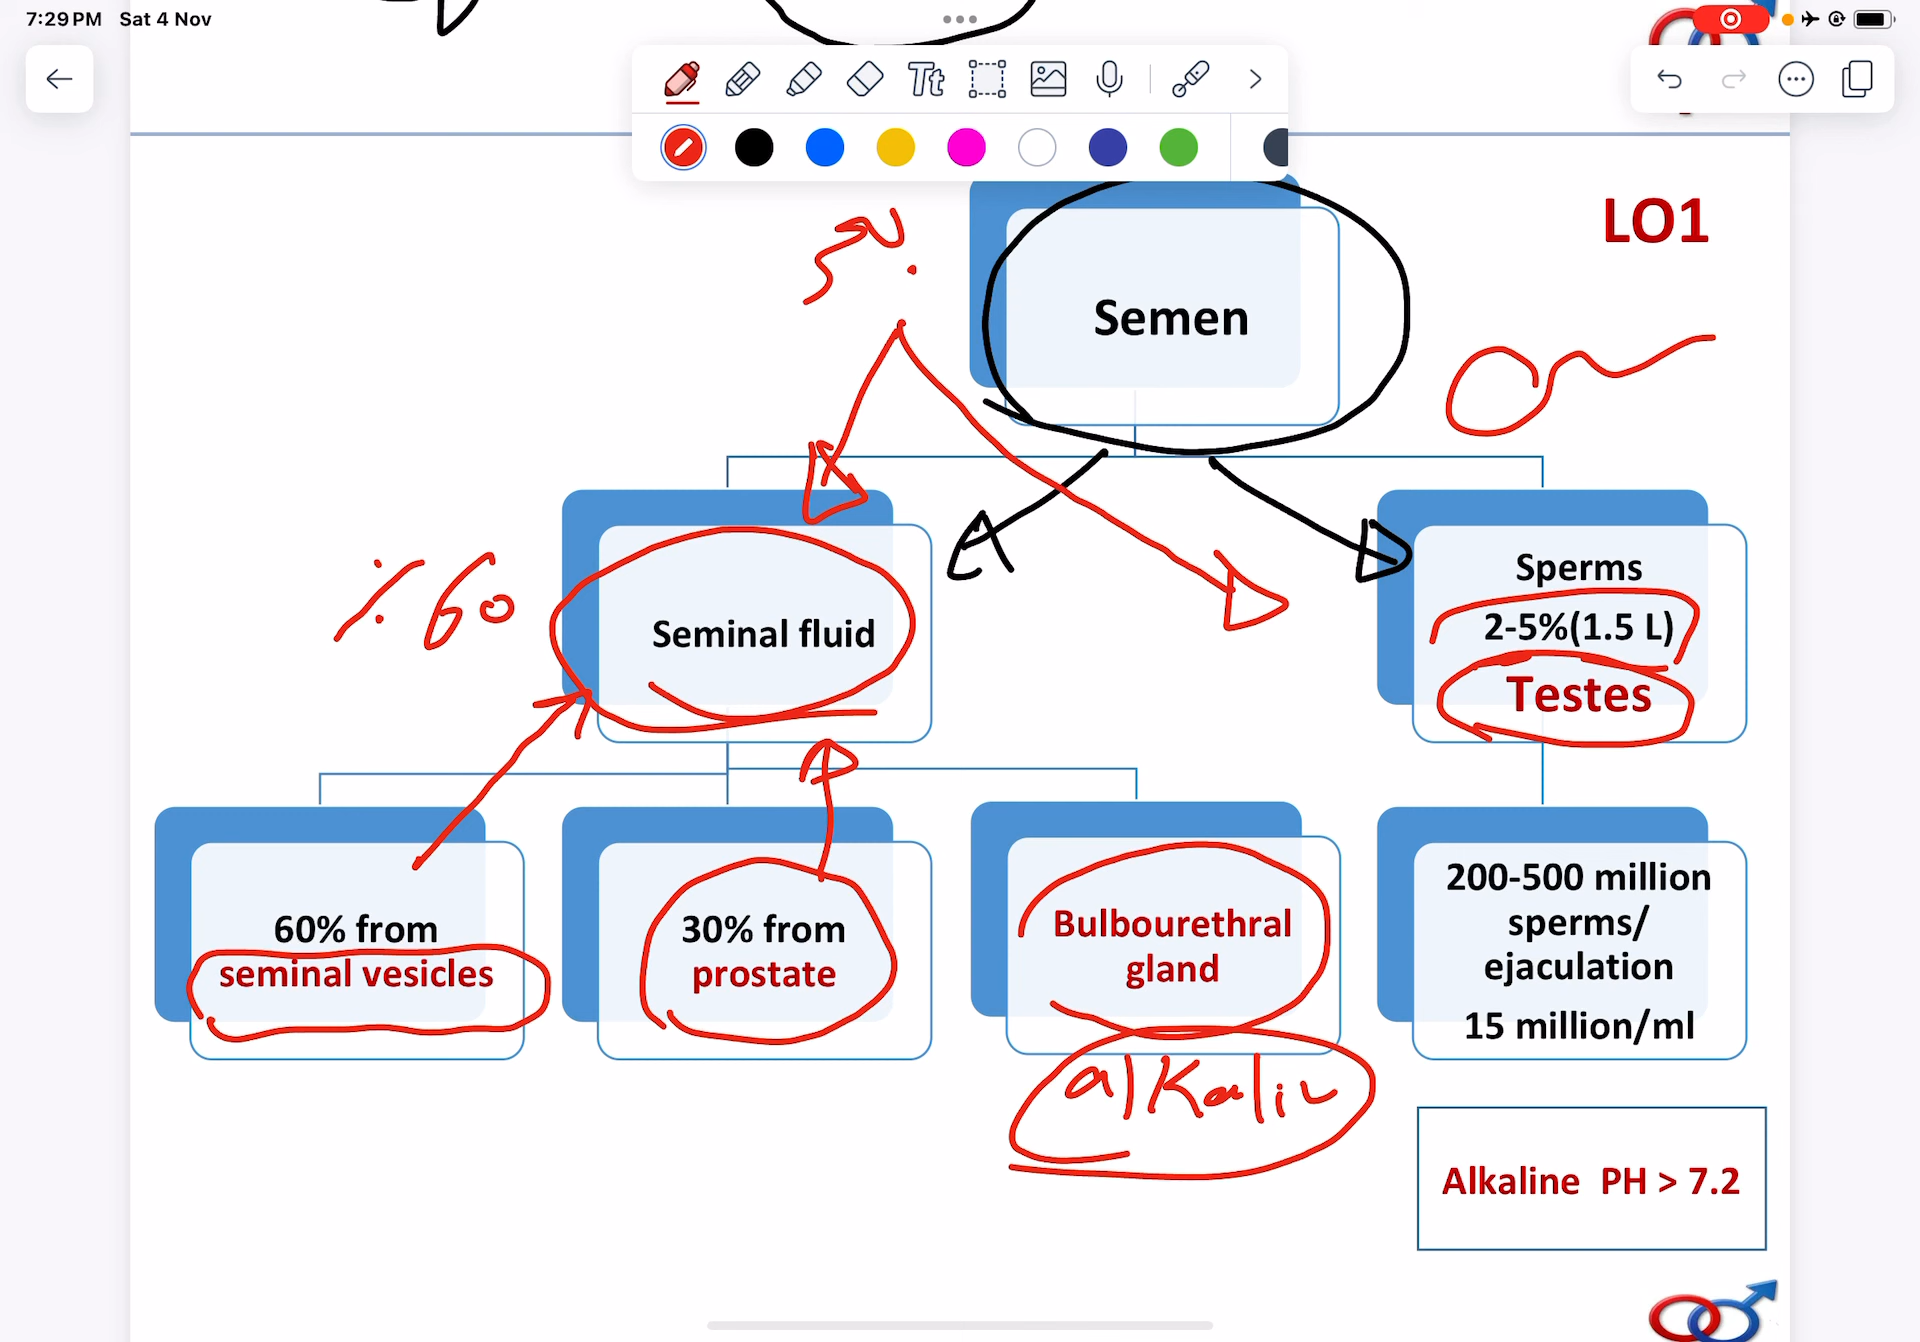 7:29 PM Sat 4 Nov
Tt
LO1
Semen
Seminal fluid
Sperms
2-5%(1.5 L)
Testes
٪ 60
60% from
seminal vesicles
30% from
prostate
Bulbourethral
gland
200-500 million
sperms/
ejaculation
15 million/ml
alkalin
Alkaline PH > 7.2